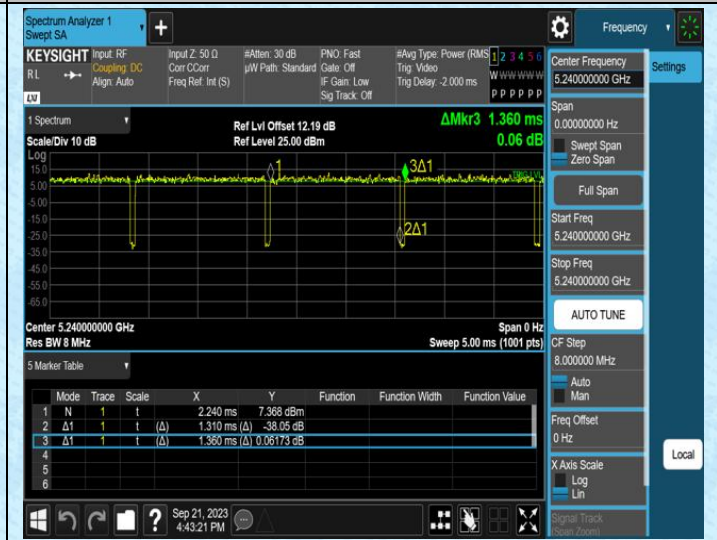 Spectrum Analyzer 1
Swept SA
+
Frequency
KEYSIGHT
RL
LXI
Input: RF
Coupling: DC
Align: Auto
Input Z: 50 Ω
Corr CCorr
Freq Ref: Int (S)
#Atten: 30 dB
µW Path: Standard
PNO: Fast
Gate: Off
IF Gain: Low
Sig Track: Off
#Avg Type: Power (RMS
Trig: Video
Trig Delay: -2.000 ms
1 2 3 4 5 6
W W W W W W
P P P P P P
Center Frequency
5.240000000 GHz
Settings
1 Spectrum
Scale/Div 10 dB
Ref Lvl Offset 12.19 dB
Ref Level 25.00 dBm
ΔMkr3 1.360 ms
0.06 dB
Span
0.00000000 Hz
Swept Span
Zero Span
Full Span
Start Freq
5.240000000 GHz
Stop Freq
5.240000000 GHz
AUTO TUNE
CF Step
8.000000 MHz
Auto
Man
Freq Offset
0 Hz
X Axis Scale
Log
Lin
Signal Track
(Span Zoom)
Local
Log
15.0
5.00
-5.00
-15.0
-25.0
-35.0
-45.0
-55.0
-65.0
1
3Δ1
2Δ1
TRIG LVL
Center 5.240000000 GHz
Res BW 8 MHz
Span 0 Hz
Sweep 5.00 ms (1001 pts)
5 Marker Table
Mode Trace Scale X Y Function Function Width Function Value
1 N 1 t 2.240 ms 7.368 dBm
2 Δ1 1 t (Δ) 1.310 ms (Δ) -38.05 dB
3 Δ1 1 t (Δ) 1.360 ms (Δ) 0.06173 dB
4
5
6
?
Sep 21, 2023
4:43:21 PM